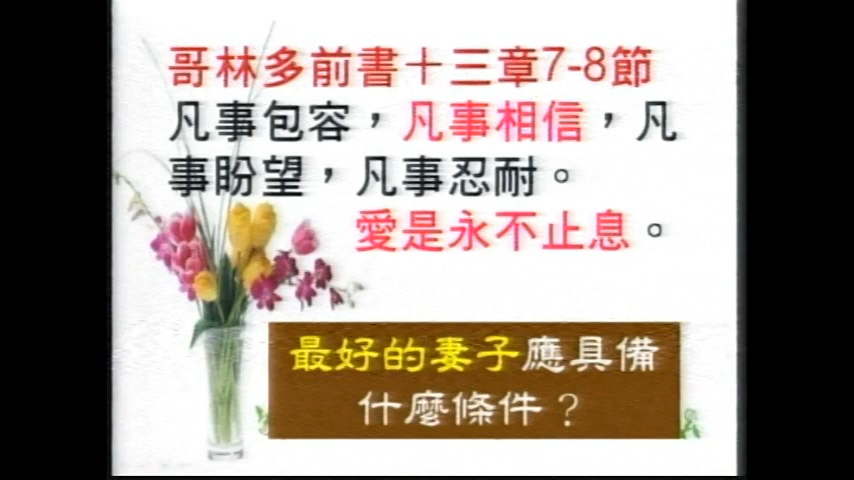 哥林多前書十三章7-8節
凡事包容，凡事相信，凡
事盼望，凡事忍耐。
愛是永不止息。
最好的妻子應具備
什麼條件？